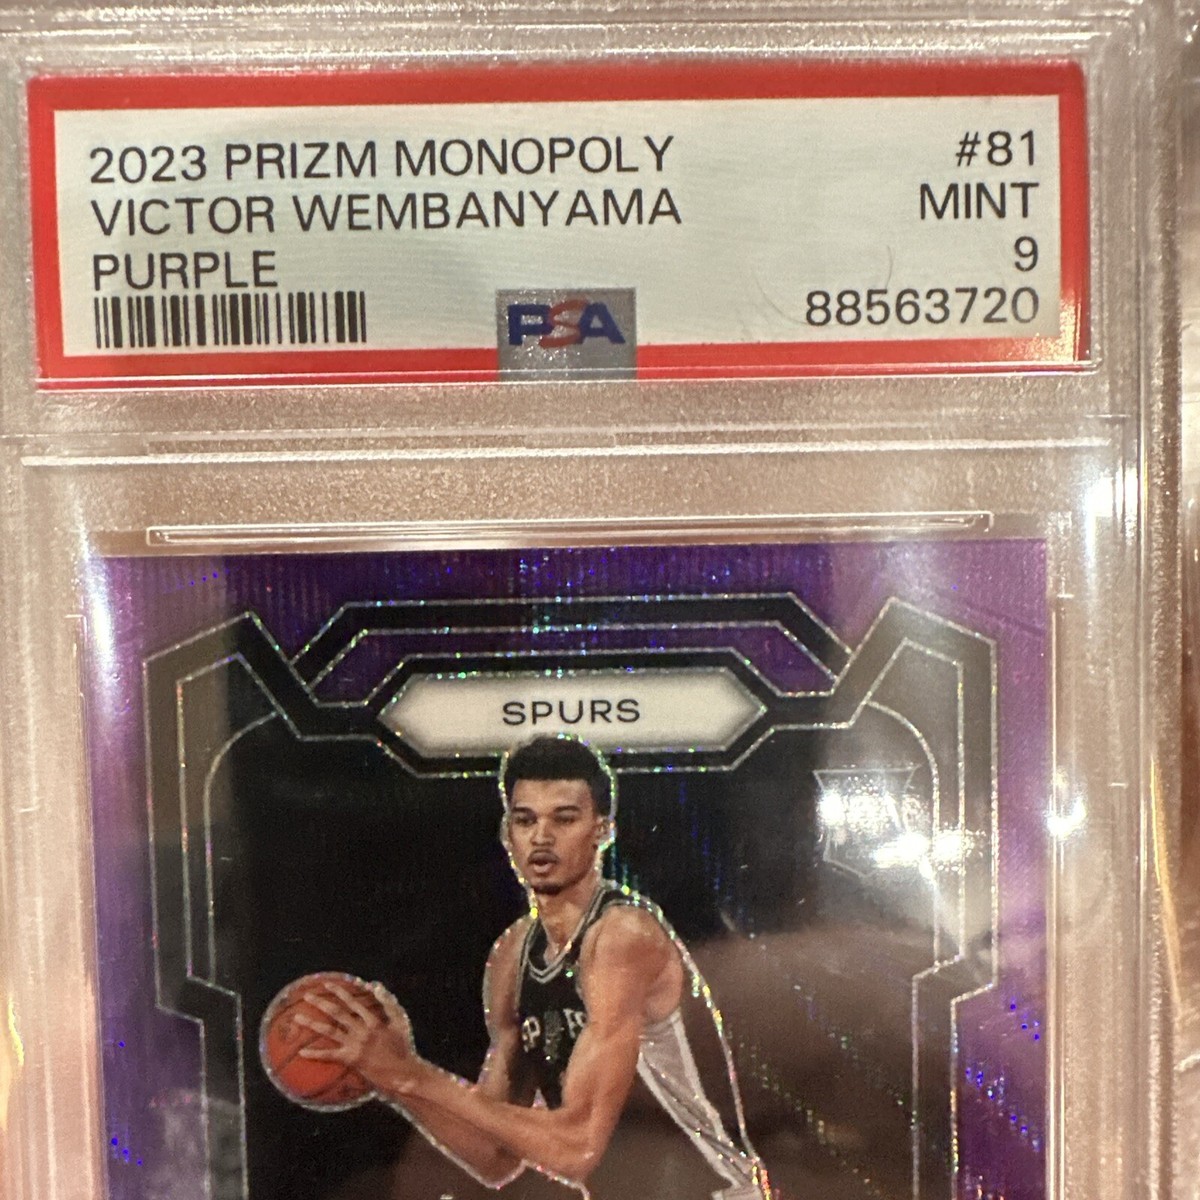 2023 PRIZM MONOPOLY #81
VICTOR WEMBANYAMA MINT
PURPLE 9
PSA 88563720
SPURS